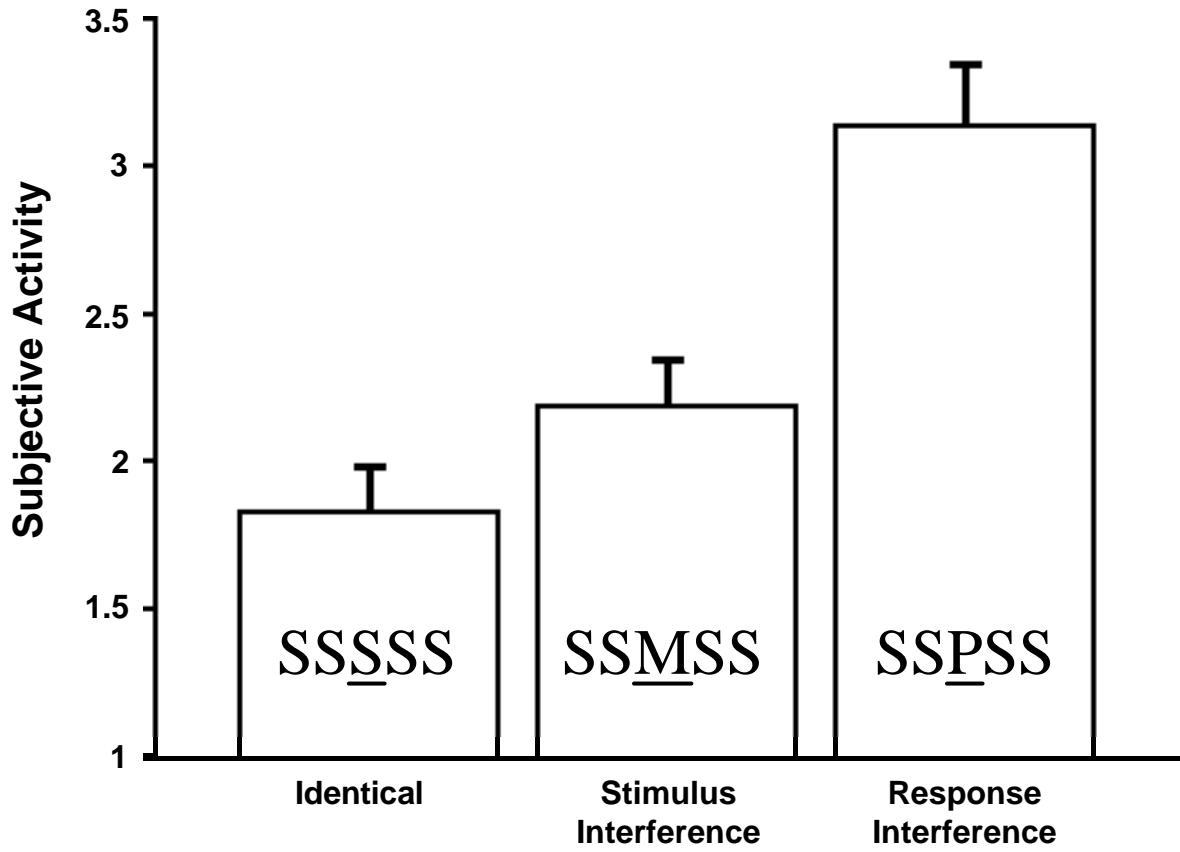 3.5
3
2.5
2
1.5
1
Subjective Activity
SSSSS
SSMSS
SSPSS
Identical
Stimulus
Interference
Response
Interference